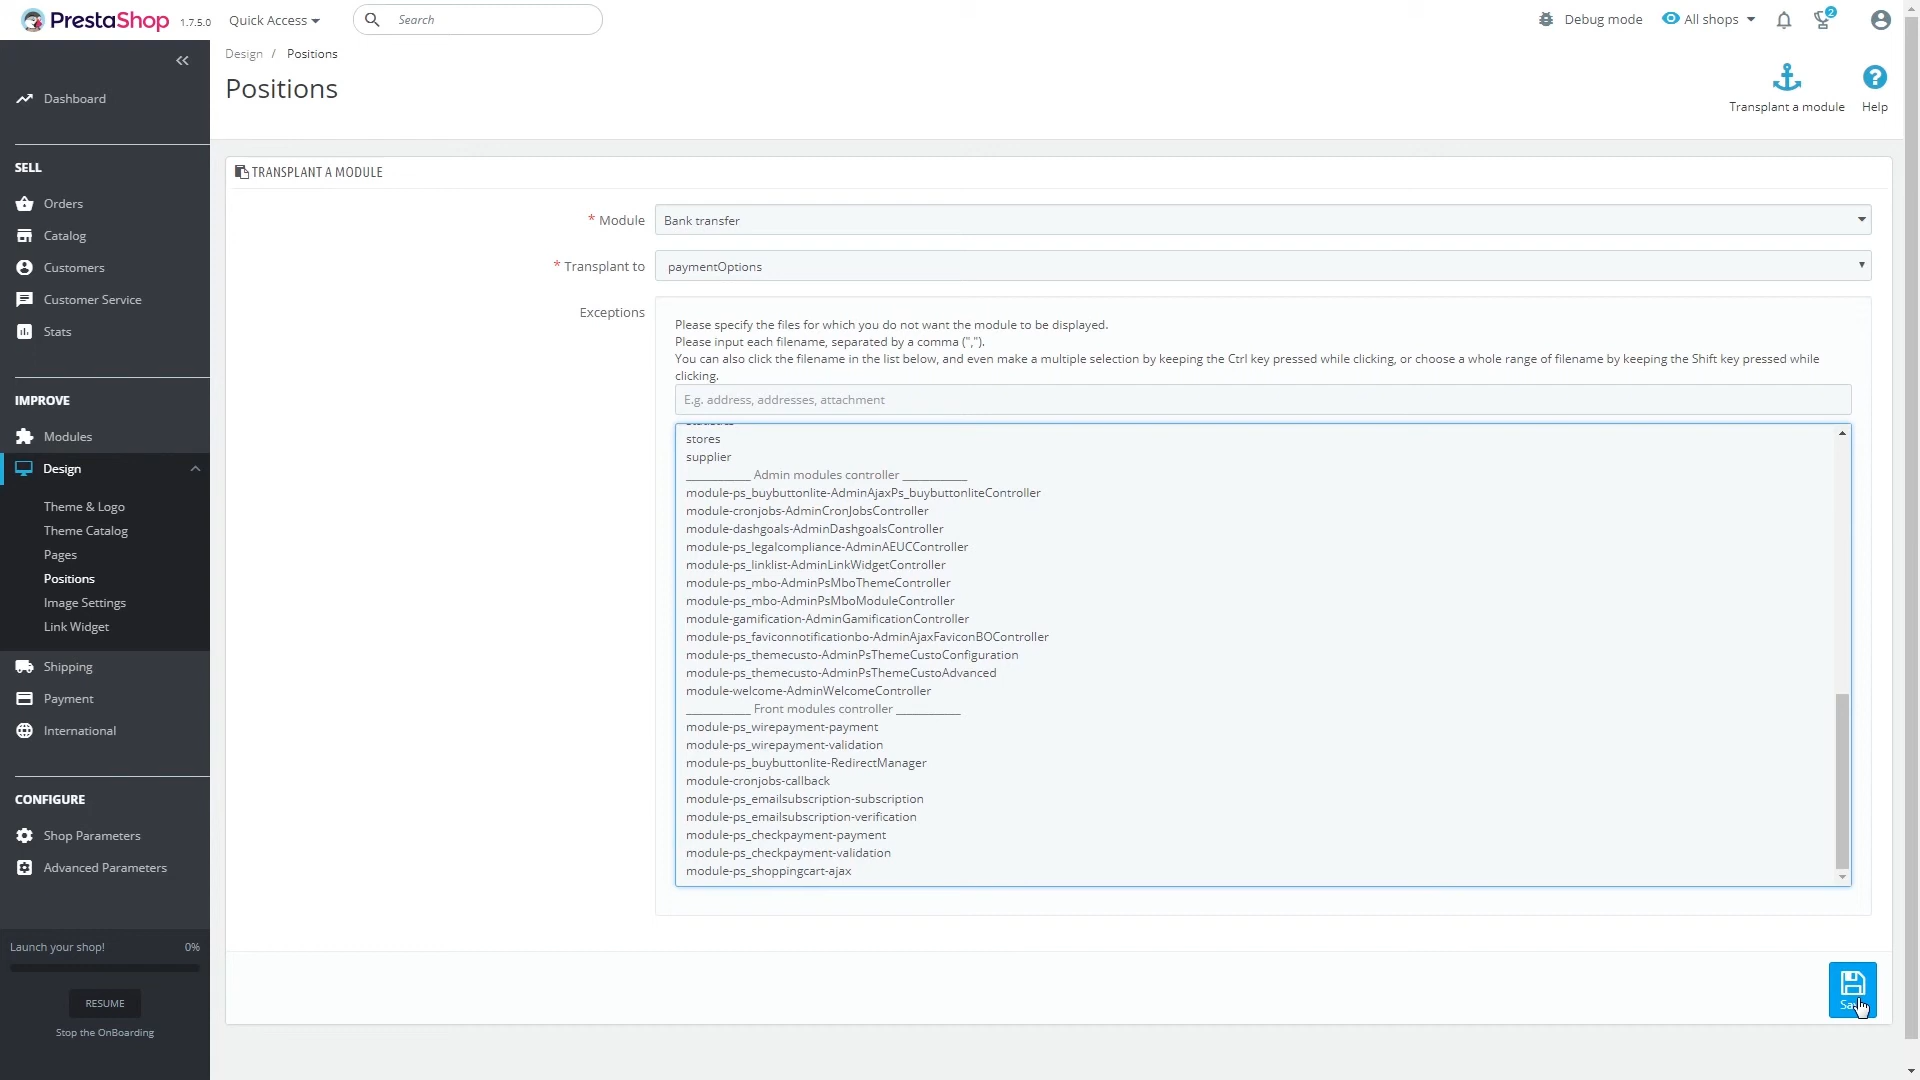 PrestaShop 1.7.5.0
Quick Access
Search
Debug mode
All shops
2
Design / Positions
Positions
Transplant a module
Help
Dashboard
SELL
Orders
Catalog
Customers
Customer Service
Stats
IMPROVE
Modules
Design
Theme & Logo
Theme Catalog
Pages
Positions
Image Settings
Link Widget
Shipping
Payment
International
CONFIGURE
Shop Parameters
Advanced Parameters
Launch your shop! 0%
RESUME
Stop the OnBoarding
TRANSPLANT A MODULE
* Module
Bank transfer
* Transplant to
paymentOptions
Exceptions
Please specify the files for which you do not want the module to be displayed.
Please input each filename, separated by a comma (",").
You can also click the filename in the list below, and even make a multiple selection by keeping the Ctrl key pressed while clicking, or choose a whole range of filename by keeping the Shift key pressed while
clicking.
E.g. address, addresses, attachment
stores
supplier
___________ Admin modules controller ___________
module-ps_buybuttonlite-AdminAjaxPs_buybuttonliteController
module-cronjobs-AdminCronJobsController
module-dashgoals-AdminDashgoalsController
module-ps_legalcompliance-AdminAEUCController
module-ps_linklist-AdminLinkWidgetController
module-ps_mbo-AdminPsMboThemeController
module-ps_mbo-AdminPsMboModuleController
module-gamification-AdminGamificationController
module-ps_faviconnotificationbo-AdminAjaxFaviconBOController
module-ps_themecusto-AdminPsThemeCustoConfiguration
module-ps_themecusto-AdminPsThemeCustoAdvanced
module-welcome-AdminWelcomeController
___________ Front modules controller ___________
module-ps_wirepayment-payment
module-ps_wirepayment-validation
module-ps_buybuttonlite-RedirectManager
module-cronjobs-callback
module-ps_emailsubscription-subscription
module-ps_emailsubscription-verification
module-ps_checkpayment-payment
module-ps_checkpayment-validation
module-ps_shoppingcart-ajax